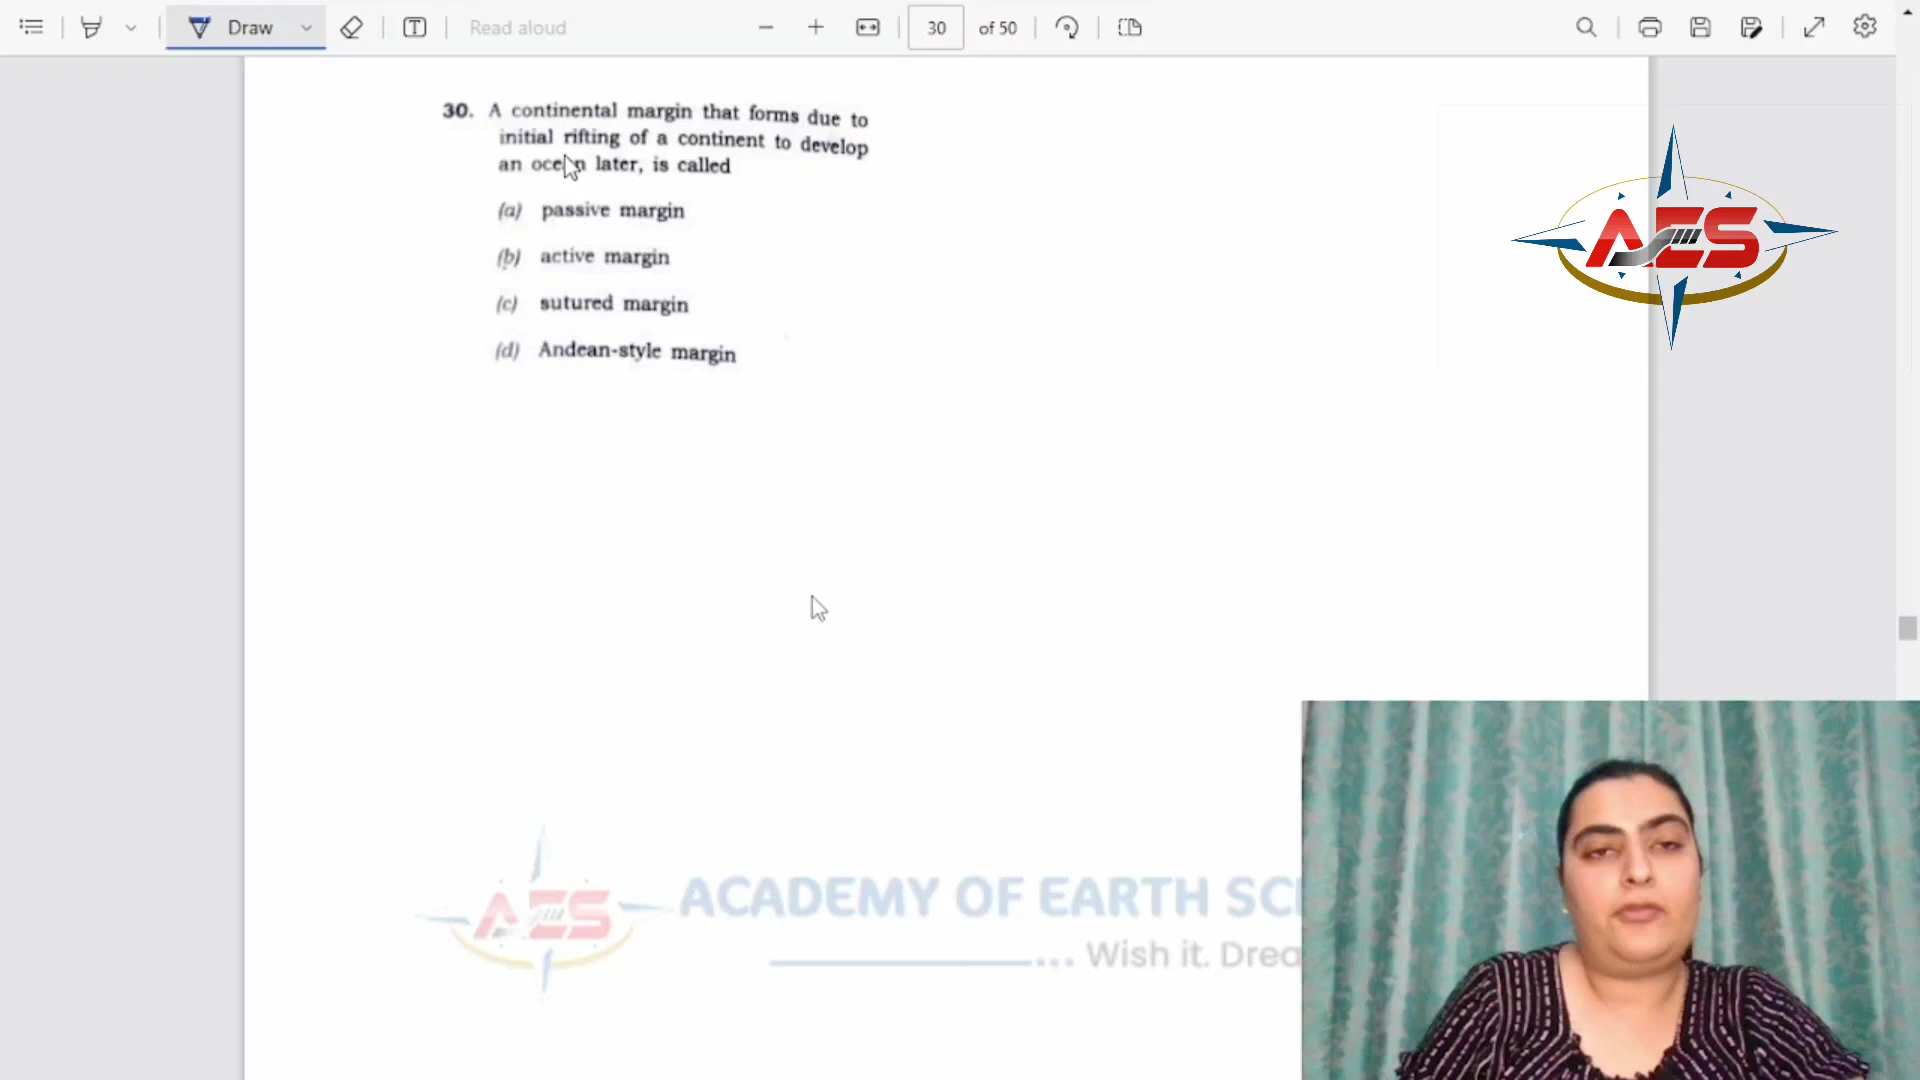 Draw
Read aloud
30
of 50
30. A continental margin that forms due to
initial rifting of a continent to develop
an ocean later, is called
(a) passive margin
(b) active margin
(c) sutured margin
(d) Andean-style margin
AES
AES
ACADEMY OF EARTH SC
... Wish it.